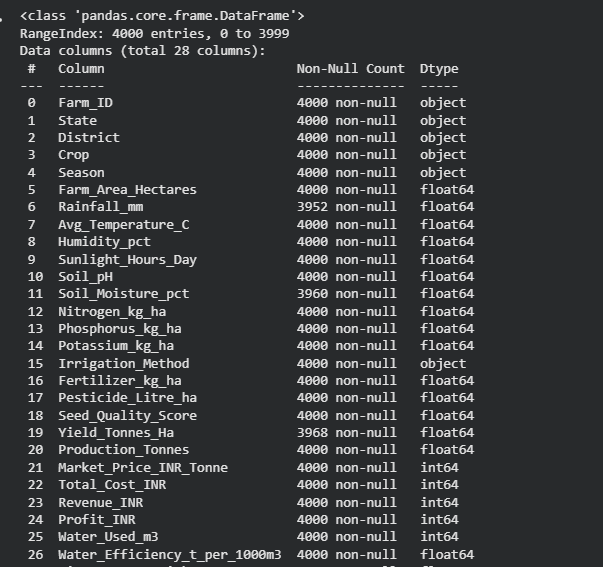 <class 'pandas.core.frame.DataFrame'>
RangeIndex: 4000 entries, 0 to 3999
Data columns (total 28 columns):
 #   Column                      Non-Null Count  Dtype
---  ------                      --------------  -----
 0   Farm_ID                     4000 non-null   object
 1   State                       4000 non-null   object
 2   District                    4000 non-null   object
 3   Crop                        4000 non-null   object
 4   Season                      4000 non-null   object
 5   Farm_Area_Hectares          4000 non-null   float64
 6   Rainfall_mm                 3952 non-null   float64
 7   Avg_Temperature_C           4000 non-null   float64
 8   Humidity_pct                4000 non-null   float64
 9   Sunlight_Hours_Day          4000 non-null   float64
 10  Soil_pH                     4000 non-null   float64
 11  Soil_Moisture_pct           3960 non-null   float64
 12  Nitrogen_kg_ha              4000 non-null   float64
 13  Phosphorus_kg_ha            4000 non-null   float64
 14  Potassium_kg_ha             4000 non-null   float64
 15  Irrigation_Method           4000 non-null   object
 16  Fertilizer_kg_ha            4000 non-null   float64
 17  Pesticide_Litre_ha          4000 non-null   float64
 18  Seed_Quality_Score          4000 non-null   float64
 19  Yield_Tonnes_Ha             3968 non-null   float64
 20  Production_Tonnes           4000 non-null   float64
 21  Market_Price_INR_Tonne      4000 non-null   int64
 22  Total_Cost_INR              4000 non-null   int64
 23  Revenue_INR                 4000 non-null   int64
 24  Profit_INR                  4000 non-null   int64
 25  Water_Used_m3               4000 non-null   int64
 26  Water_Efficiency_t_per_1000m3  4000 non-null   float64